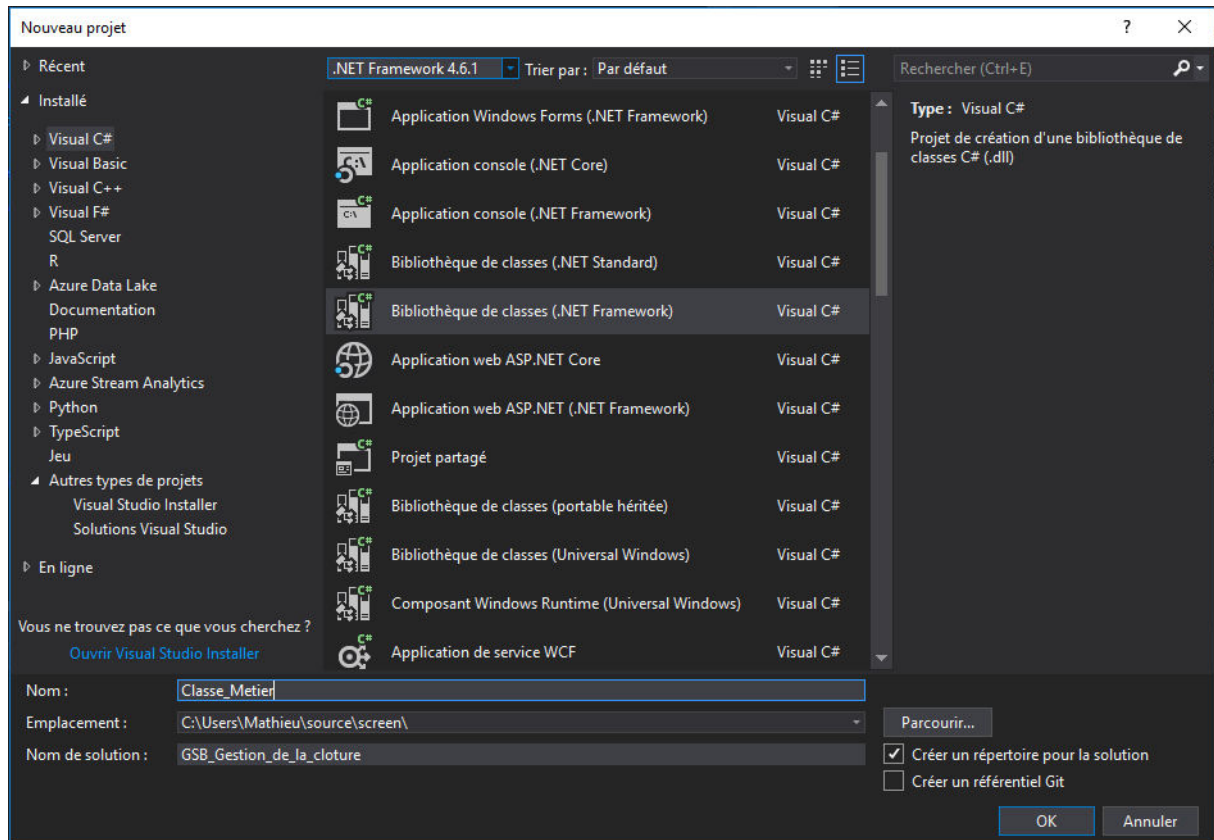 Nouveau projet
?
Récent
Installé
Visual C#
Visual Basic
Visual C++
Visual F#
SQL Server
R
Azure Data Lake
Documentation
PHP
JavaScript
Azure Stream Analytics
Python
TypeScript
Jeu
Autres types de projets
Visual Studio Installer
Solutions Visual Studio
En ligne
Vous ne trouvez pas ce que vous cherchez ?
Ouvrir Visual Studio Installer
.NET Framework 4.6.1 Trier par : Par défaut
C# Application Windows Forms (.NET Framework) Visual C#
C:\ Application console (.NET Core) Visual C#
C# C:\ Application console (.NET Framework) Visual C#
C# Bibliothèque de classes (.NET Standard) Visual C#
C# Bibliothèque de classes (.NET Framework) Visual C#
Application web ASP.NET Core Visual C#
Application web ASP.NET (.NET Framework) Visual C#
C# Projet partagé Visual C#
C# Bibliothèque de classes (portable héritée) Visual C#
C# Bibliothèque de classes (Universal Windows) Visual C#
C# Composant Windows Runtime (Universal Windows) Visual C#
C# Application de service WCF Visual C#
Rechercher (Ctrl+E)
Type : Visual C#
Projet de création d'une bibliothèque de
classes C# (.dll)
Nom : Classe_Metier
Emplacement : C:\Users\Mathieu\source\screen\
Nom de solution : GSB_Gestion_de_la_cloture
Parcourir...
Créer un répertoire pour la solution
Créer un référentiel Git
OK Annuler